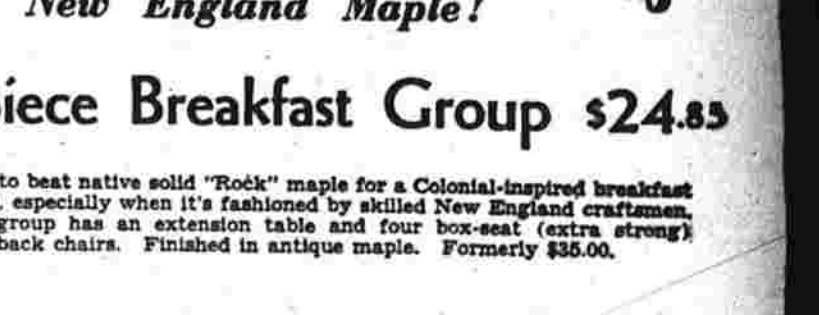 New England Maple!
iece Breakfast Group $24.85
to beat native solid "Rock" maple for a Colonial-inspired breakfast
, especially when it's fashioned by skilled New England craftsmen.
group has an extension table and four box-seat (extra strong)
back chairs. Finished in antique maple. Formerly $35.00.